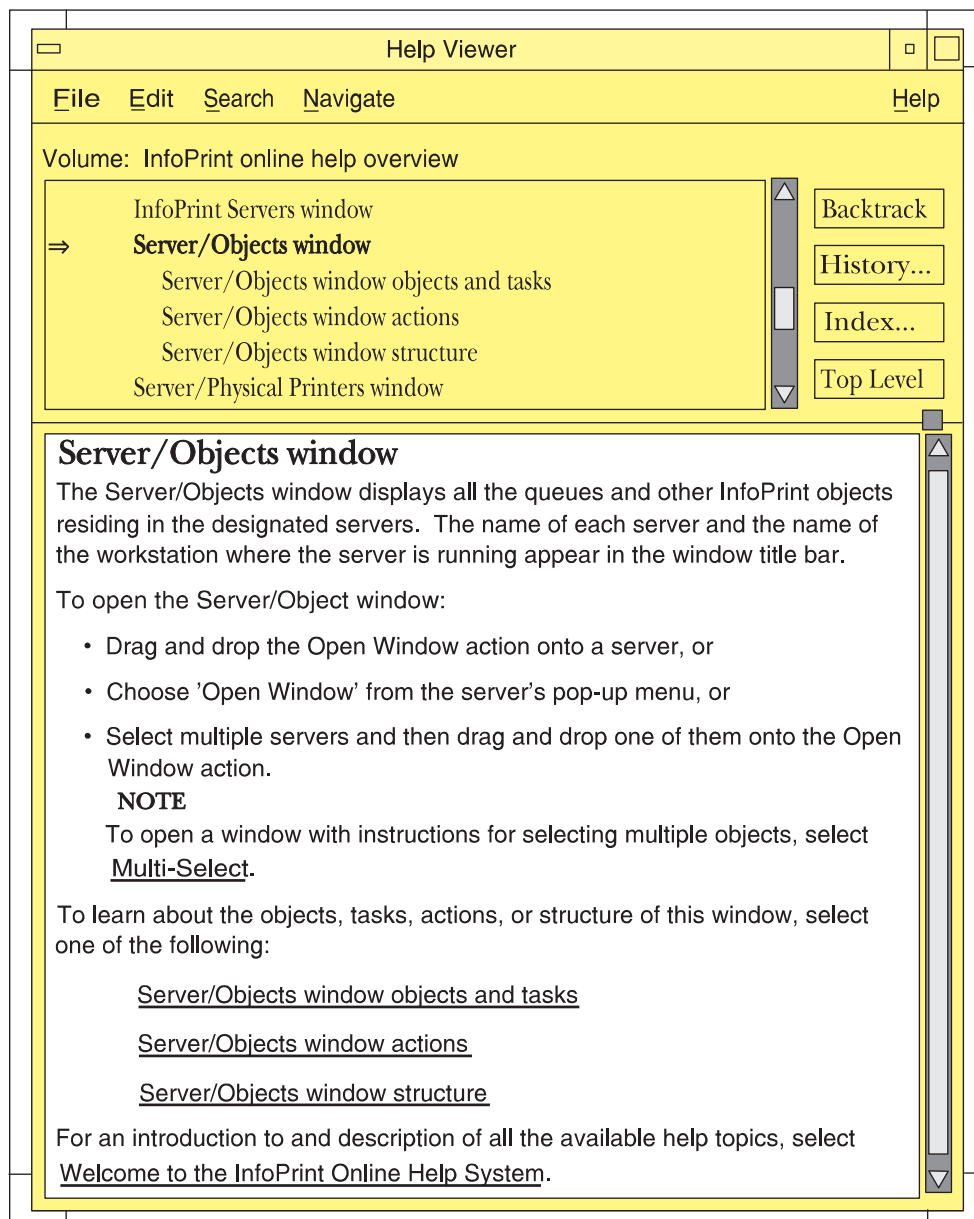 Help Viewer
File Edit Search Navigate Help
Volume: InfoPrint online help overview
InfoPrint Servers window
⇒ Server/Objects window
Server/Objects window objects and tasks
Server/Objects window actions
Server/Objects window structure
Server/Physical Printers window
Backtrack
History...
Index...
Top Level
Server/Objects window
The Server/Objects window displays all the queues and other InfoPrint objects
residing in the designated servers. The name of each server and the name of
the workstation where the server is running appear in the window title bar.
To open the Server/Object window:
• Drag and drop the Open Window action onto a server, or
• Choose 'Open Window' from the server's pop-up menu, or
• Select multiple servers and then drag and drop one of them onto the Open
Window action.
NOTE
To open a window with instructions for selecting multiple objects, select
Multi-Select.
To learn about the objects, tasks, actions, or structure of this window, select
one of the following:
Server/Objects window objects and tasks
Server/Objects window actions
Server/Objects window structure
For an introduction to and description of all the available help topics, select
Welcome to the InfoPrint Online Help System.